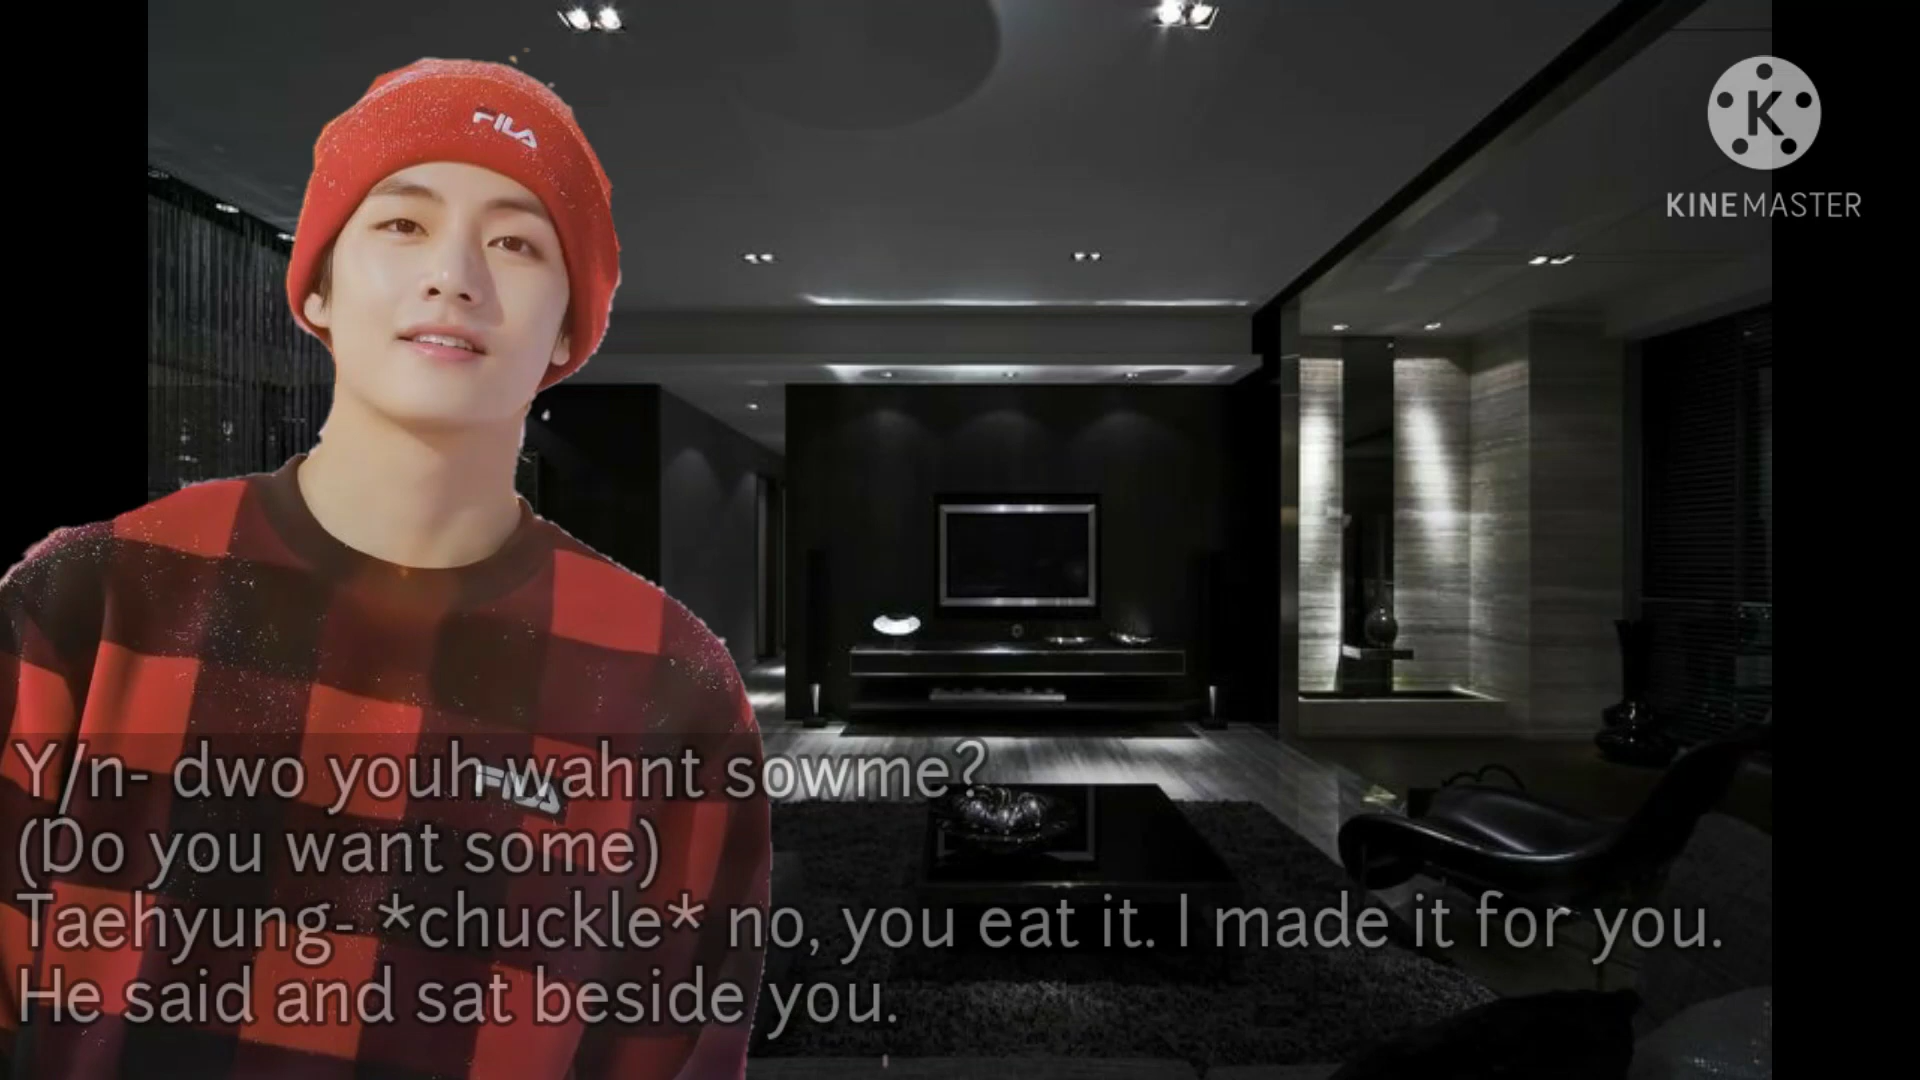 FILA
K
KINEMASTER
FILA
Y/n- dwo youh wahnt sowme?
(Do you want some)
Taehyung- *chuckle* no, you eat it. I made it for you.
He said and sat beside you.